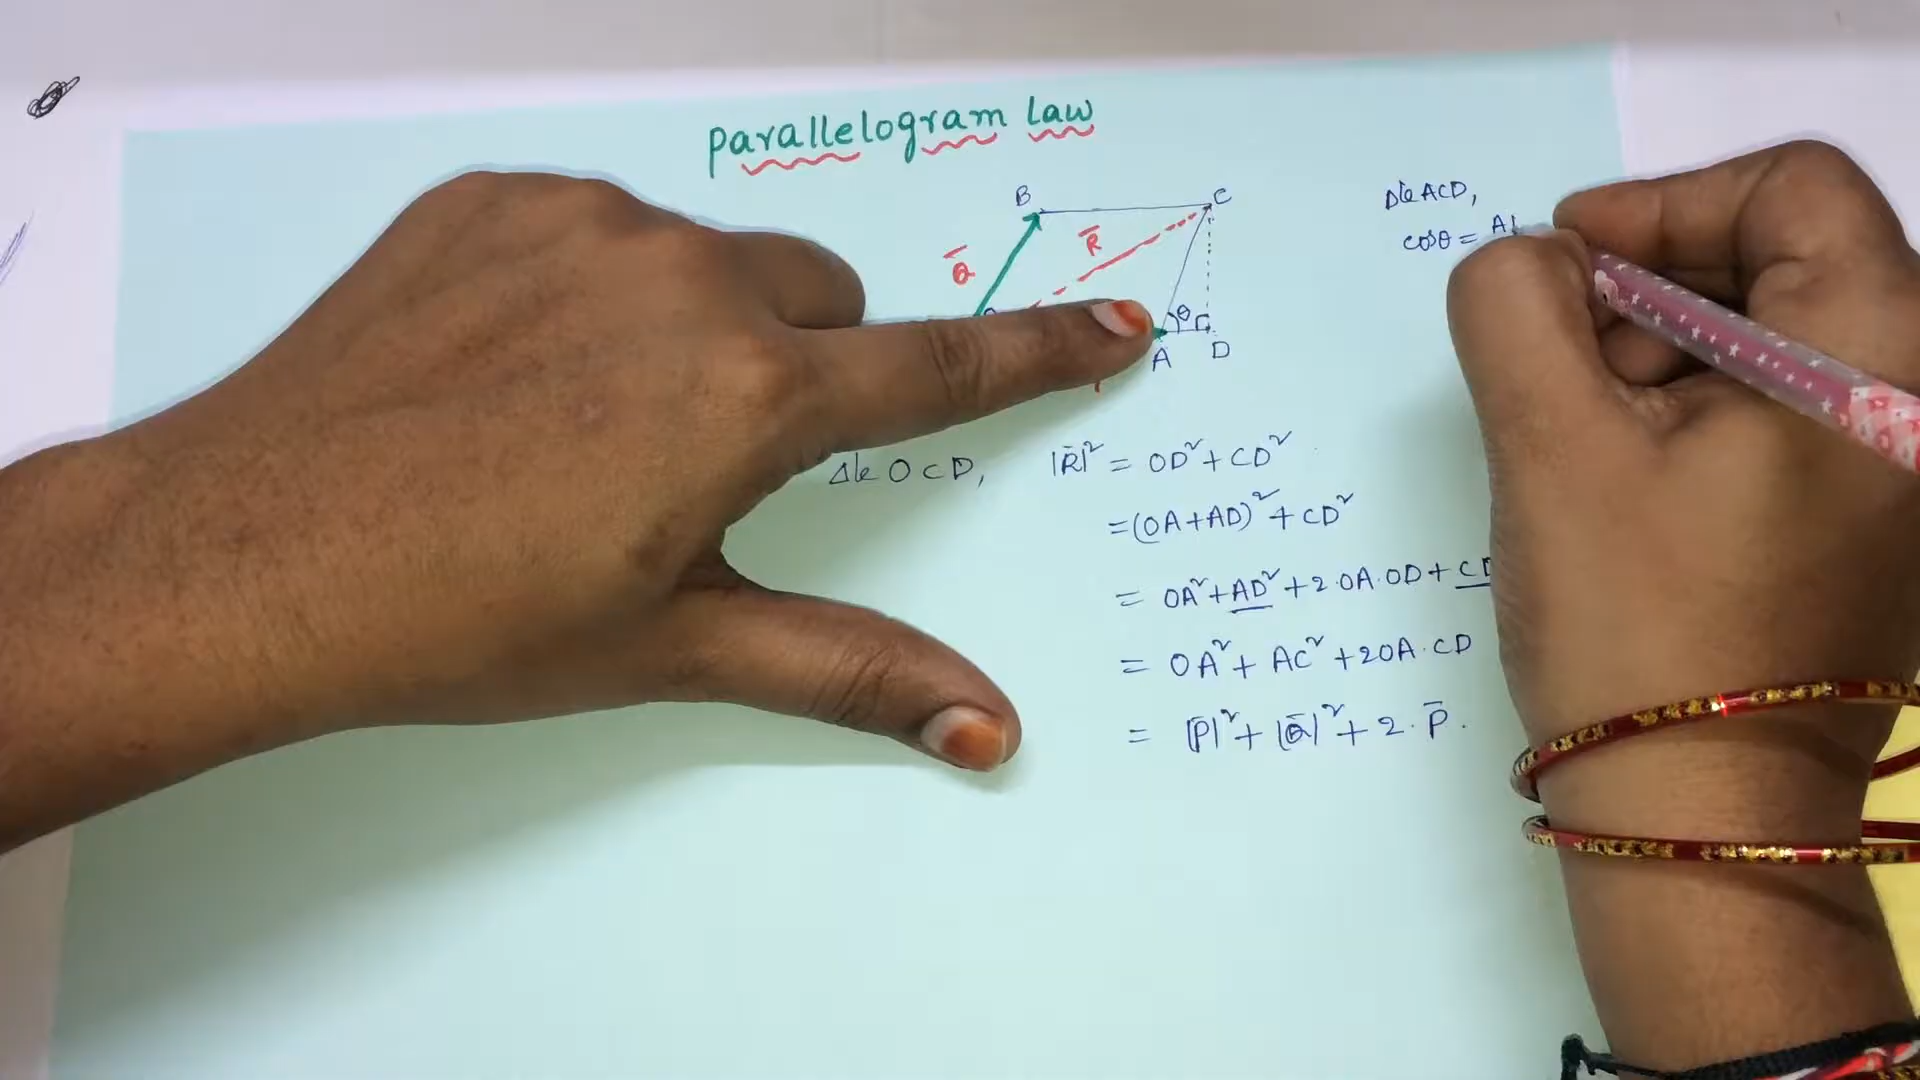 Parallelogram Law
B C
R̅
Q̅
θ
A D
Δle ACD,
cosθ = A
Δle OCD, |R̅|² = OD² + CD²
= (OA+AD)² + CD²
= OA² + AD² + 2·OA·OD + CD
= OA² + AC² + 2OA·CD
= |P̅|² + |Q̅|² + 2·P̅.